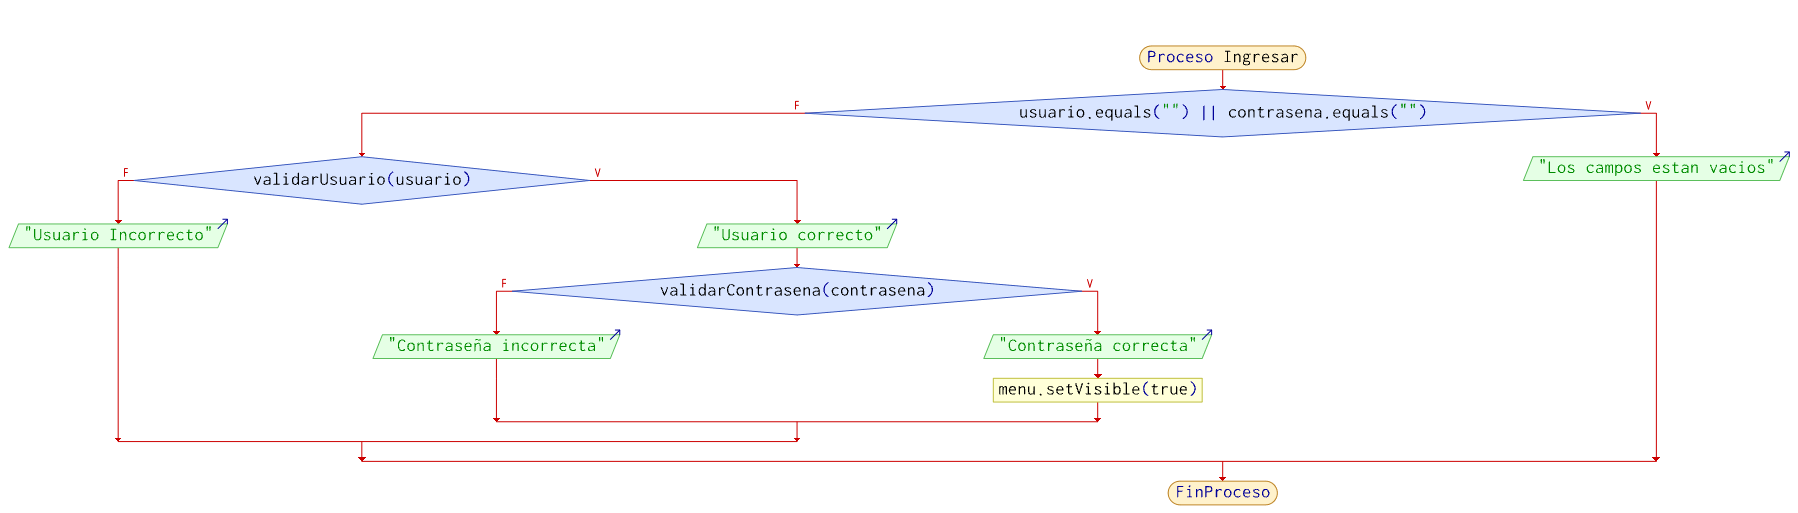 Proceso Ingresar
F
usuario.equals("") || contrasena.equals("")
V
F
validarUsuario(usuario)
V
"Los campos estan vacios"
"Usuario Incorrecto"
"Usuario correcto"
F
validarContrasena(contrasena)
V
"Contraseña incorrecta"
"Contraseña correcta"
menu.setVisible(true)
FinProceso